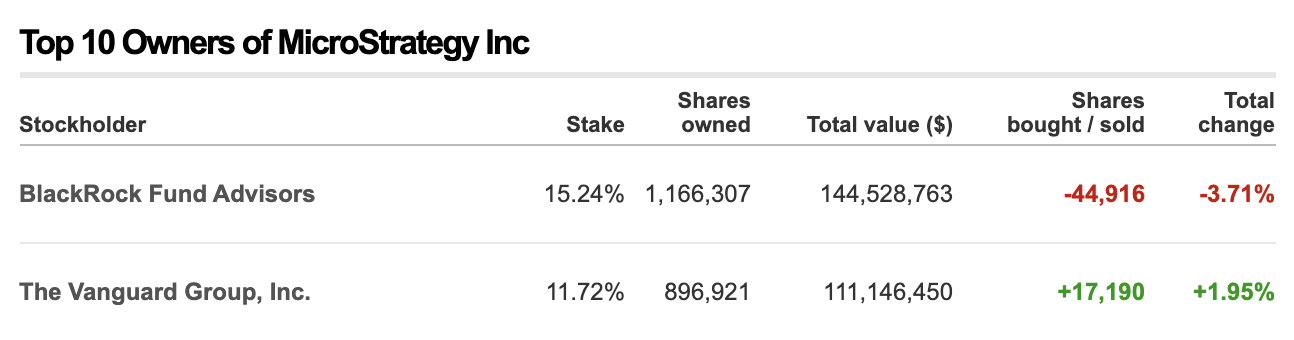 Top 10 Owners of MicroStrategy Inc
Stockholder Stake Shares owned Total value ($) Shares bought / sold Total change
BlackRock Fund Advisors 15.24% 1,166,307 144,528,763 -44,916 -3.71%
The Vanguard Group, Inc. 11.72% 896,921 111,146,450 +17,190 +1.95%